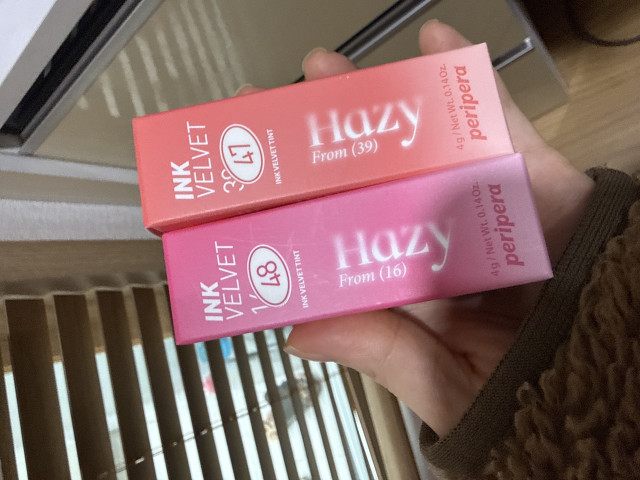 INK
VELVET
39
47
INK VELVET TINT
Hazy
From (39)
4g / Net Wt. 0.14 Oz.
peripera
INK
VELVET
48
INK VELVET TINT
Hazy
From (16)
4g / Net Wt. 0.14 Oz.
peripera